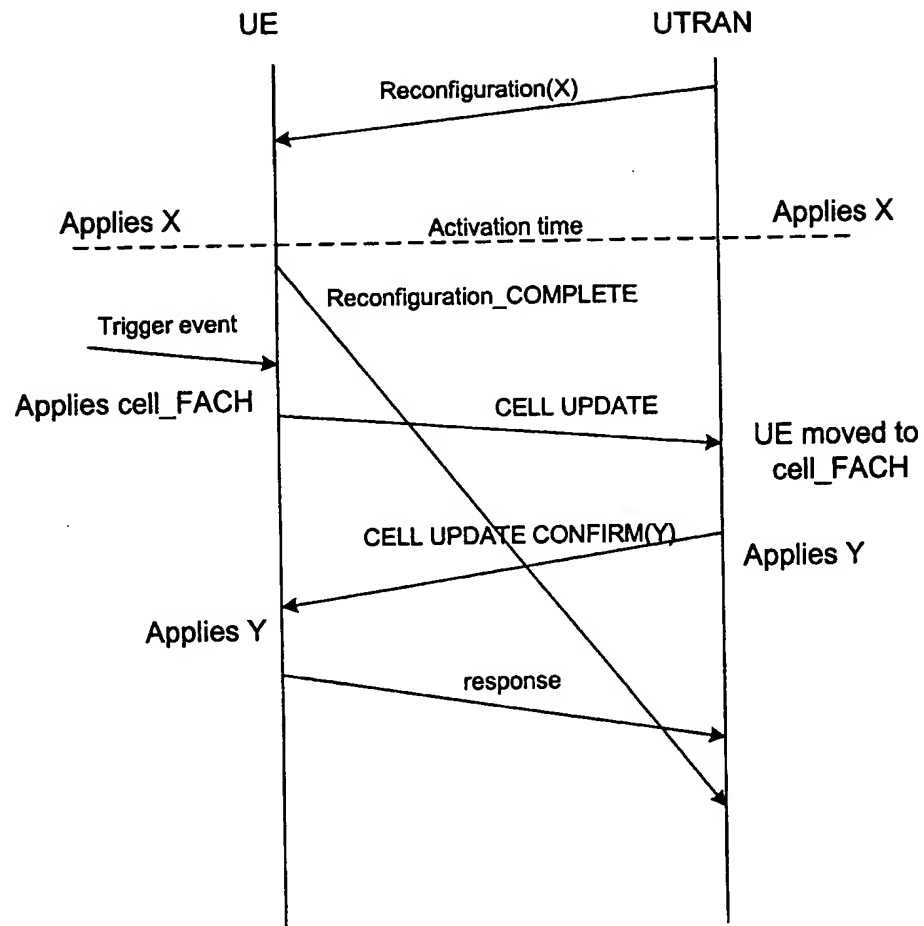 UE
UTRAN
Reconfiguration(X)
Applies X
Activation time
Applies X
Reconfiguration_COMPLETE
Trigger event
Applies cell_FACH
CELL UPDATE
UE moved to
cell_FACH
CELL UPDATE CONFIRM(Y)
Applies Y
Applies Y
response